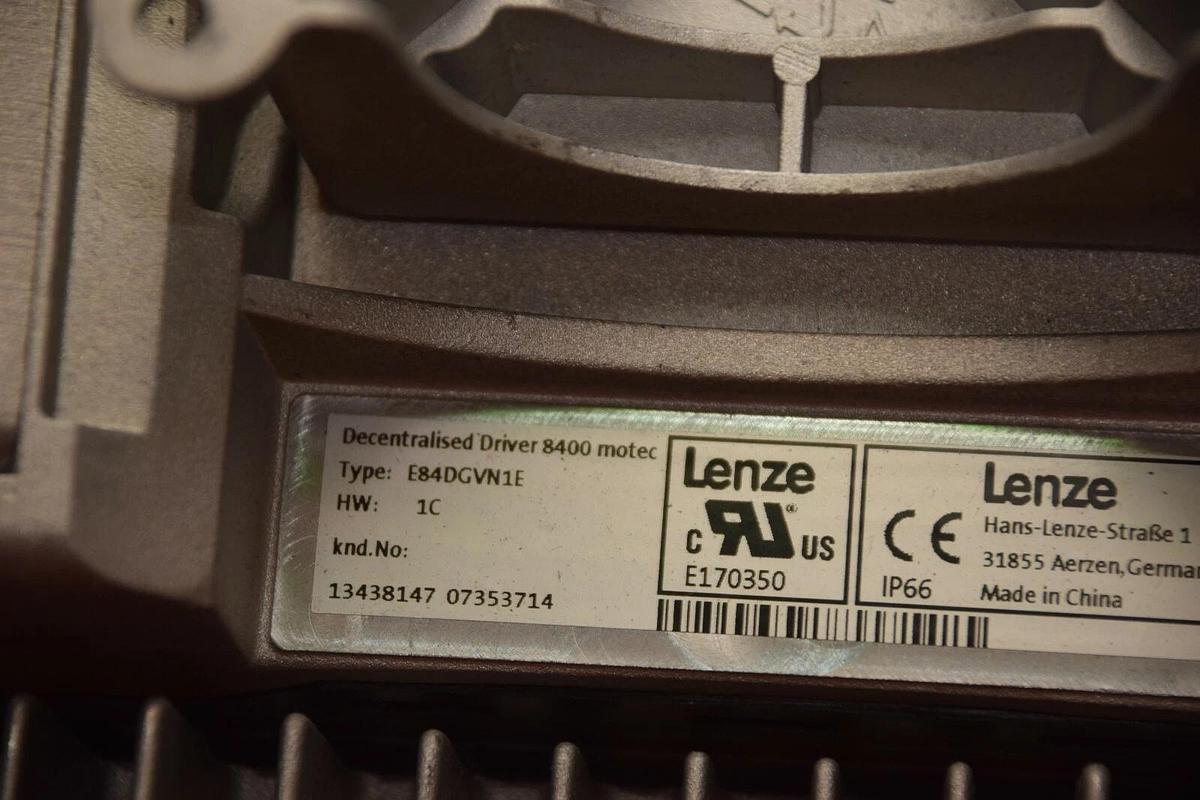 Decentralised Driver 8400 motec
Type: E84DGVN1E
HW: 1C
knd.No:
13438147 07353714
Lenze
c RU® US
E170350
Lenze
CE
Hans-Lenze-Straße 1
31855 Aerzen,
IP66
Made in China